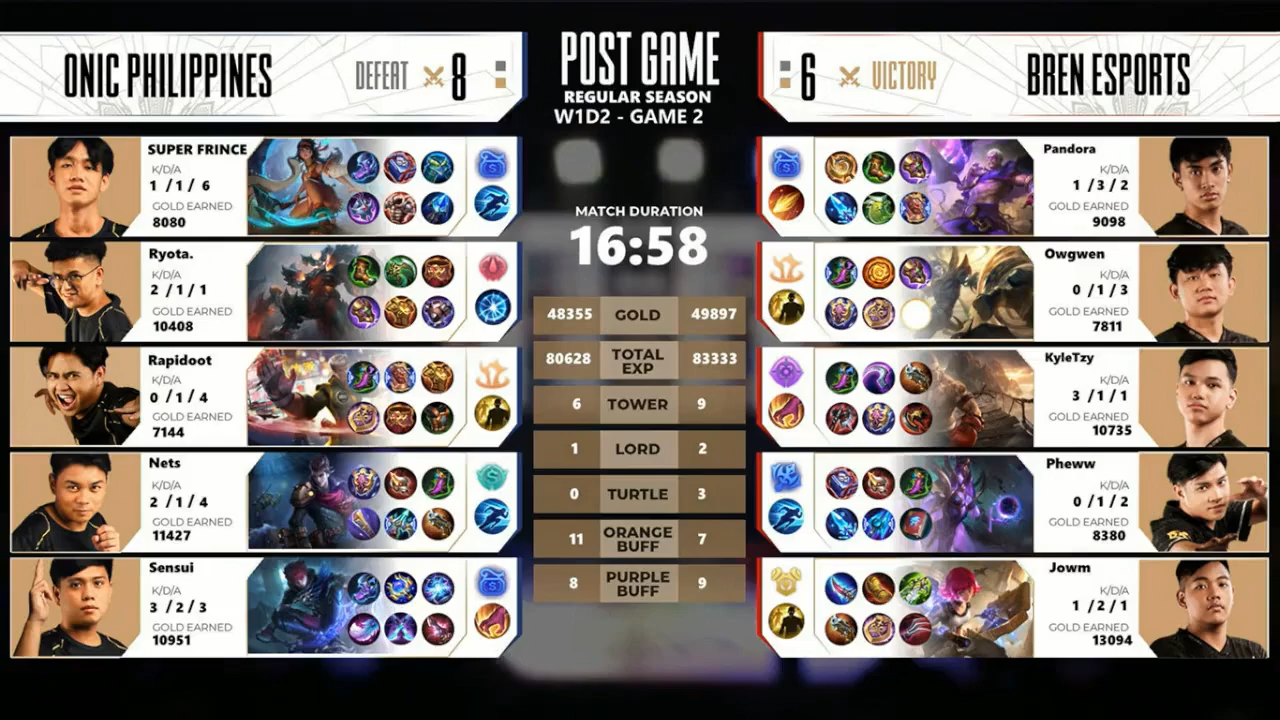 ONIC PHILIPPINES
DEFEAT 8
POST GAME
REGULAR SEASON
W1D2 - GAME 2
6 VICTORY
BREN ESPORTS
SUPER FRINCE
K/D/A
1 / 1 / 6
GOLD EARNED
8080
Ryota.
K/D/A
2 / 1 / 1
GOLD EARNED
10408
Rapidoot
K/D/A
0 / 1 / 4
GOLD EARNED
7144
Nets
K/D/A
2 / 1 / 4
GOLD EARNED
11427
Sensui
K/D/A
3 / 2 / 3
GOLD EARNED
10951
MATCH DURATION
16:58
48355 GOLD 49897
80628 TOTAL EXP 83333
6 TOWER 9
1 LORD 2
0 TURTLE 3
11 ORANGE BUFF 7
8 PURPLE BUFF 9
Pandora
K/D/A
1 / 3 / 2
GOLD EARNED
9098
Owgwen
K/D/A
0 / 1 / 3
GOLD EARNED
7811
KyleTzy
K/D/A
3 / 1 / 1
GOLD EARNED
10735
Pheww
K/D/A
0 / 1 / 2
GOLD EARNED
8380
Jowm
K/D/A
1 / 2 / 1
GOLD EARNED
13094